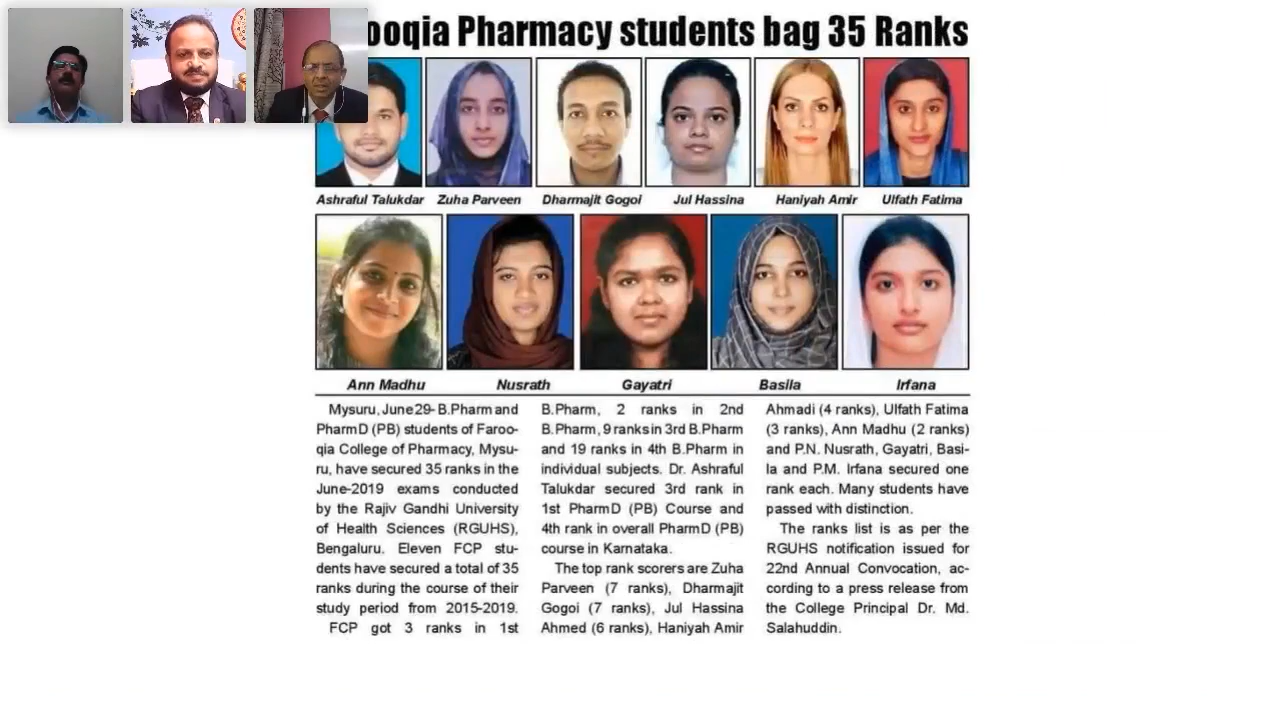 ooqia Pharmacy students bag 35 Ranks
Ashraful Talukdar Zuha Parveen Dharmajit Gogoi Jul Hassina Haniyah Amir Ulfath Fatima
Ann Madhu Nusrath Gayatri Basila Irfana
Mysuru, June 29- B.Pharm and
PharmD (PB) students of Faroo-
qia College of Pharmacy, Mysu-
ru, have secured 35 ranks in the
June-2019 exams conducted
by the Rajiv Gandhi University
of Health Sciences (RGUHS),
Bengaluru. Eleven FCP stu-
dents have secured a total of 35
ranks during the course of their
study period from 2015-2019.
FCP got 3 ranks in 1st
B.Pharm, 2 ranks in 2nd
B.Pharm, 9 ranks in 3rd B.Pharm
and 19 ranks in 4th B.Pharm in
individual subjects. Dr. Ashraful
Talukdar secured 3rd rank in
1st PharmD (PB) Course and
4th rank in overall PharmD (PB)
course in Karnataka.
The top rank scorers are Zuha
Parveen (7 ranks), Dharmajit
Gogoi (7 ranks), Jul Hassina
Ahmed (6 ranks), Haniyah Amir
Ahmadi (4 ranks), Ulfath Fatima
(3 ranks), Ann Madhu (2 ranks)
and P.N. Nusrath, Gayatri, Basi-
la and P.M. Irfana secured one
rank each. Many students have
passed with distinction.
The ranks list is as per the
RGUHS notification issued for
22nd Annual Convocation, ac-
cording to a press release from
the College Principal Dr. Md.
Salahuddin.